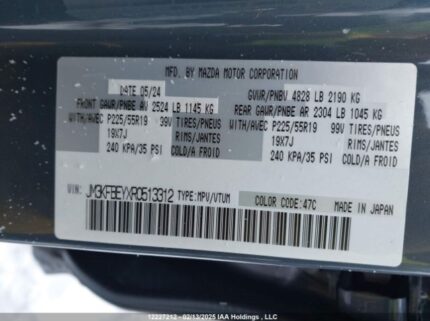 MFD. BY MAZDA MOTOR CORPORATION
DATE 05/24
GVWR/PNBV 4828 LB 2190 KG
FRONT GAWR/PNBE AV 2524 LB 1145 KG
REAR GAWR/PNBE AR 2304 LB 1045 KG
WITH/AVEC P225/55R19 99V TIRES/PNEUS
WITH/AVEC P225/55R19 99V TIRES/PNEUS
19X7J RIMS/JANTES
19X7J RIMS/JANTES
240 KPA/35 PSI COLD/A FROID
240 KPA/35 PSI COLD/A FROID
VIN: TYPE:MPV/VTUM
COLOR CODE:47C
MADE IN JAPAN
12227212 - 02/13/2025 IAA Holdings , LLC